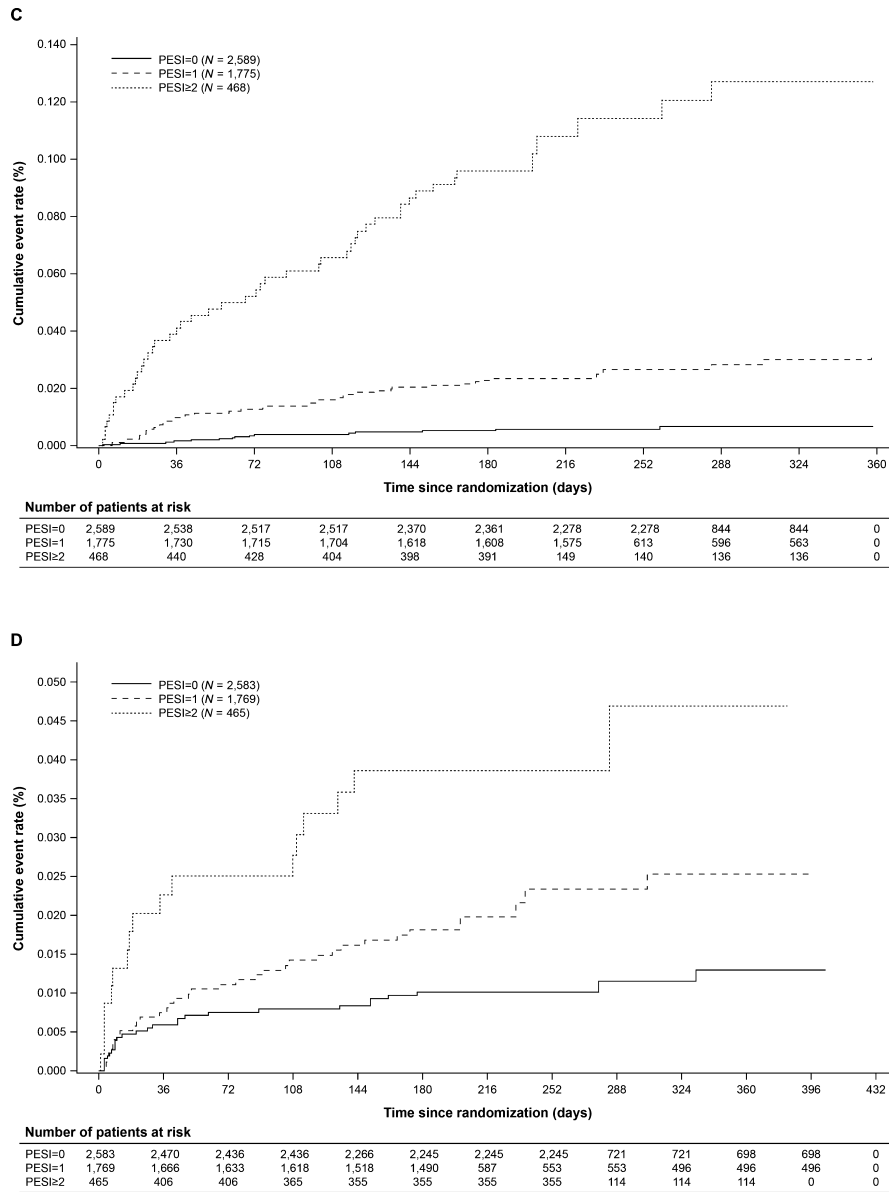 C
0.140
0.120
0.100
0.080
0.060
0.040
0.020
0.000
Cumulative event rate (%)
PESI=0 (N = 2,589)
PESI=1 (N = 1,775)
PESI≥2 (N = 468)
0 36 72 108 144 180 216 252 288 324 360
Time since randomization (days)
Number of patients at risk
PESI=0 2,589 2,538 2,517 2,517 2,370 2,361 2,278 2,278 844 844 0
PESI=1 1,775 1,730 1,715 1,704 1,618 1,608 1,575 613 596 563 0
PESI≥2 468 440 428 404 398 391 149 140 136 136 0
D
0.050
0.045
0.040
0.035
0.030
0.025
0.020
0.015
0.010
0.005
0.000
Cumulative event rate (%)
PESI=0 (N = 2,583)
PESI=1 (N = 1,769)
PESI≥2 (N = 465)
0 36 72 108 144 180 216 252 288 324 360 396 432
Time since randomization (days)
Number of patients at risk
PESI=0 2,583 2,470 2,436 2,436 2,266 2,245 2,245 2,245 721 721 698 698 0
PESI=1 1,769 1,666 1,633 1,618 1,518 1,490 587 553 553 496 496 496 0
PESI≥2 465 406 406 365 355 355 355 355 114 114 114 0 0